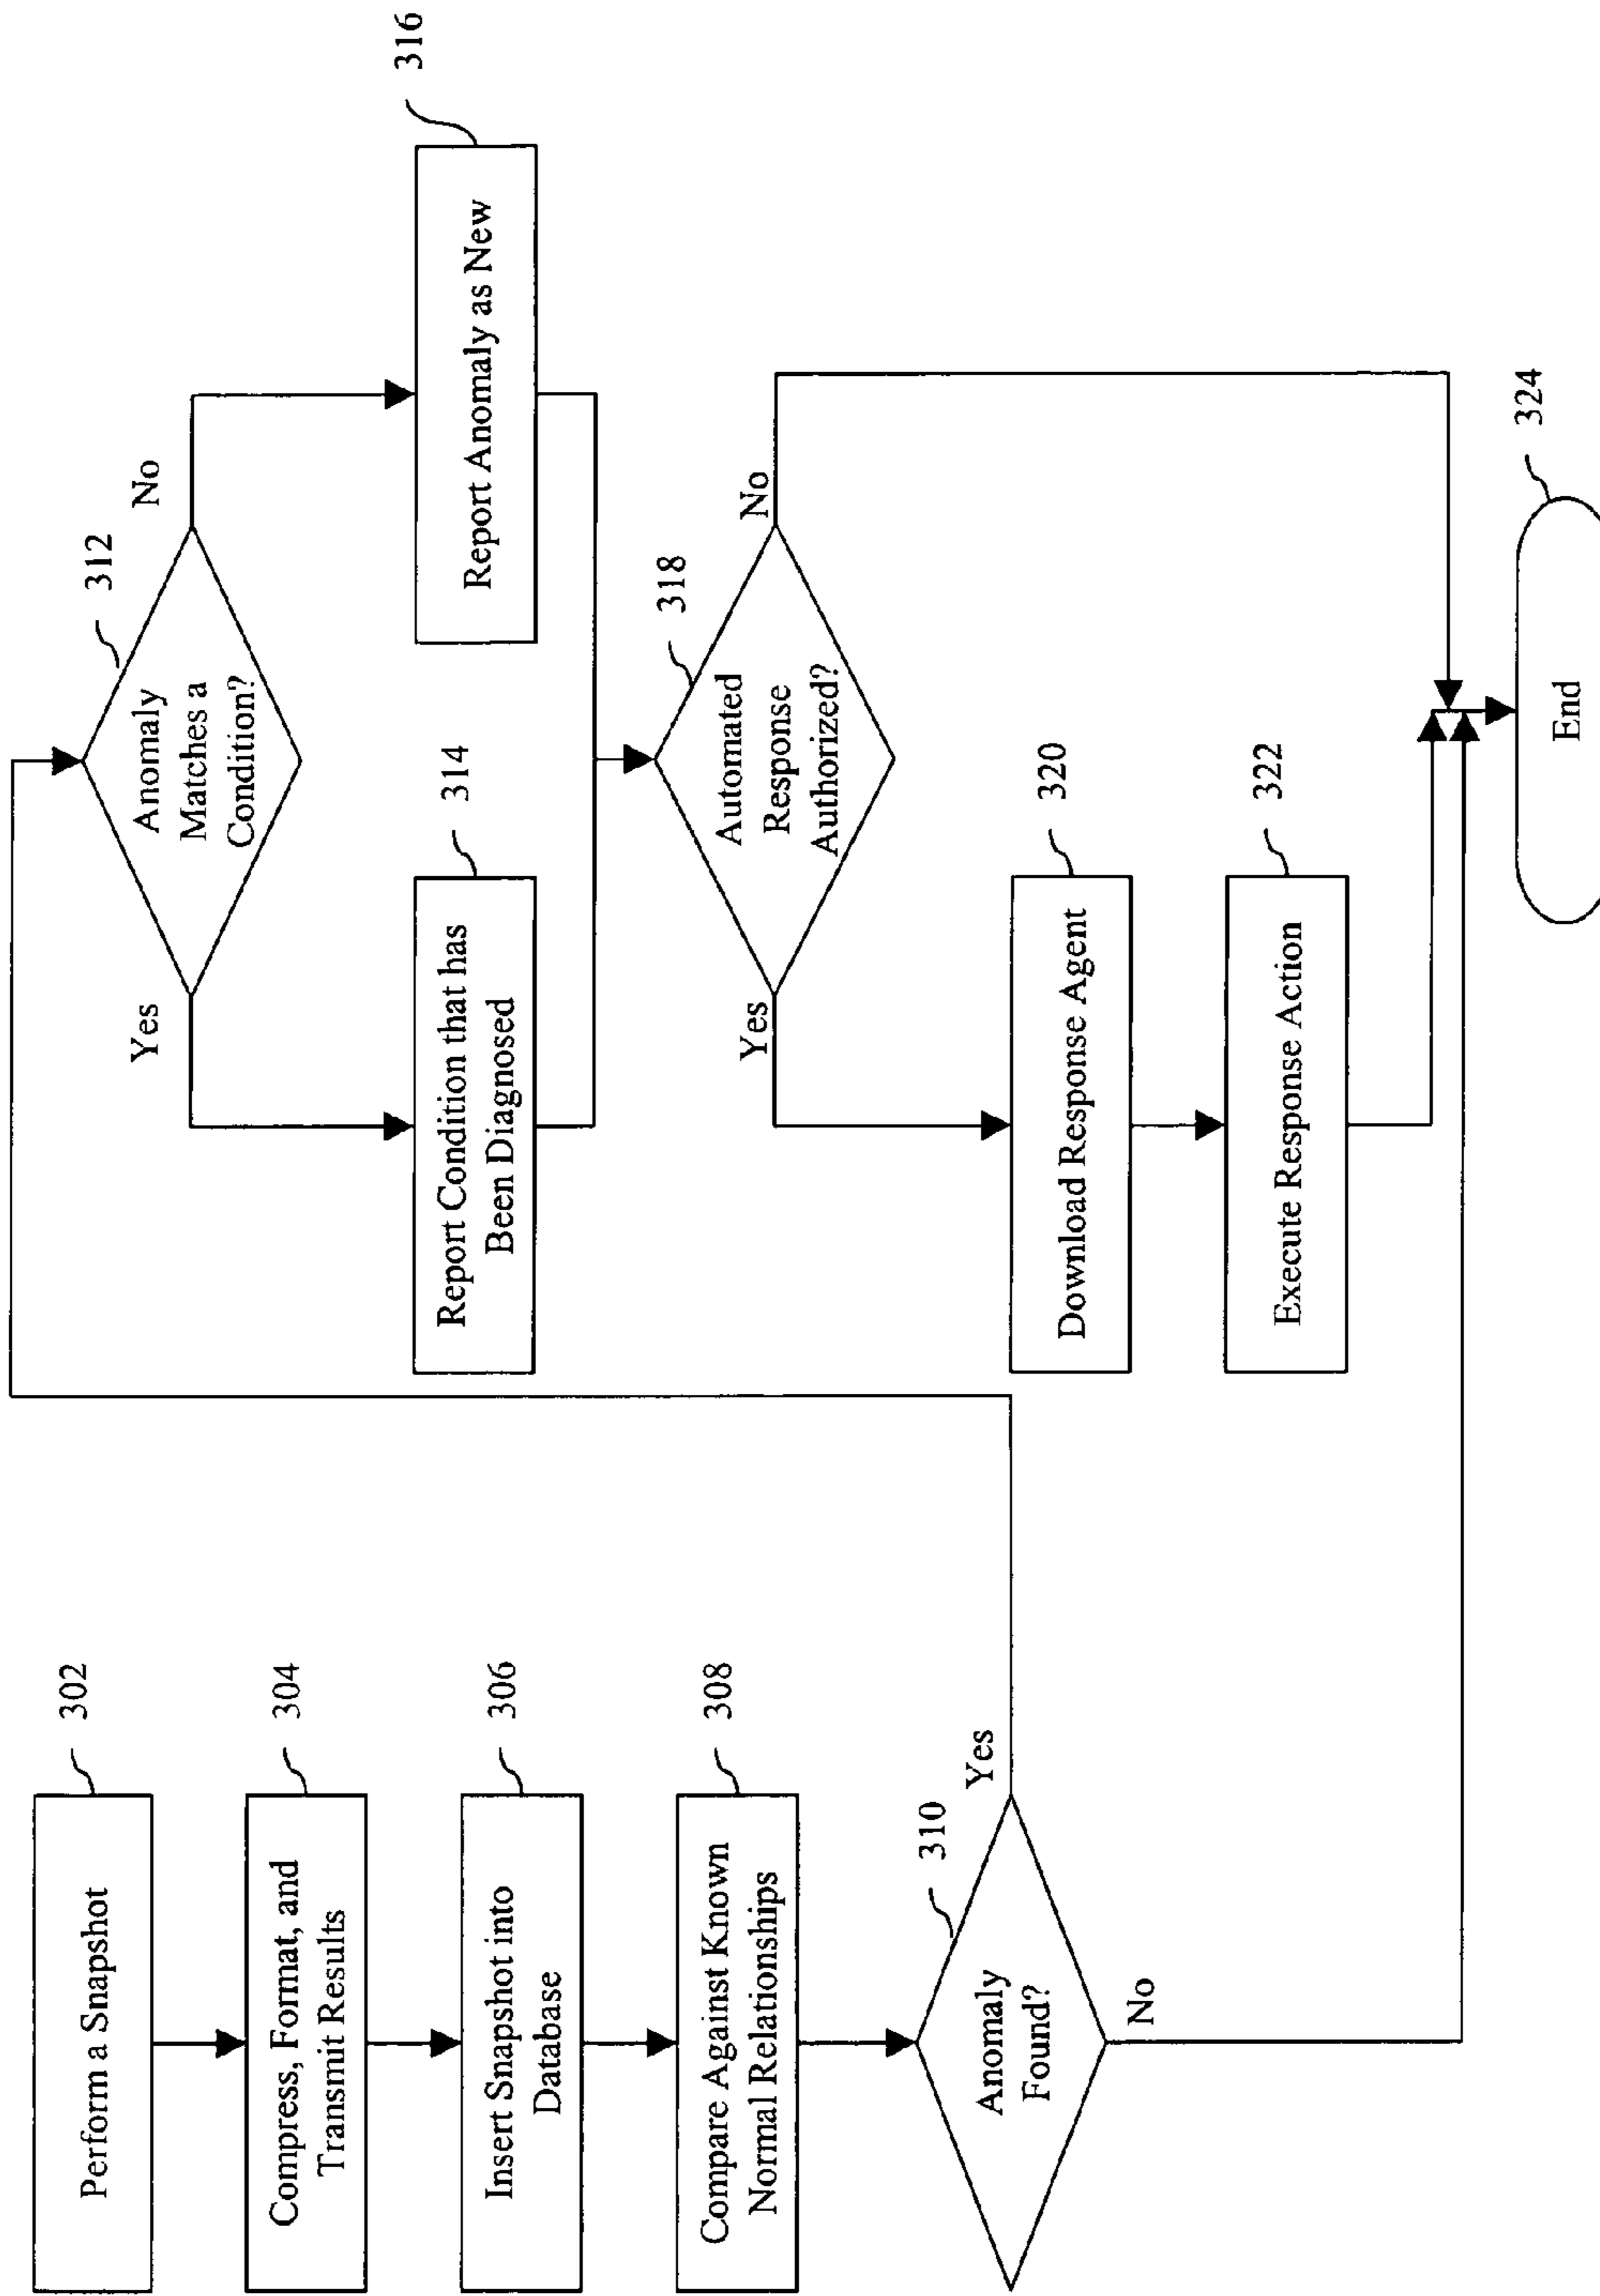 Perform a Snapshot
302
Compress, Format, and
Transmit Results
304
Insert Snapshot into
Database
306
Compare Against Known
Normal Relationships
308
Anomaly
Found?
310
Yes
No
Anomaly
Matches a
Condition?
312
Yes
No
Report Condition that has
Been Diagnosed
314
Report Anomaly as New
316
Automated
Response
Authorized?
318
Yes
No
Download Response Agent
320
Execute Response Action
322
End
324